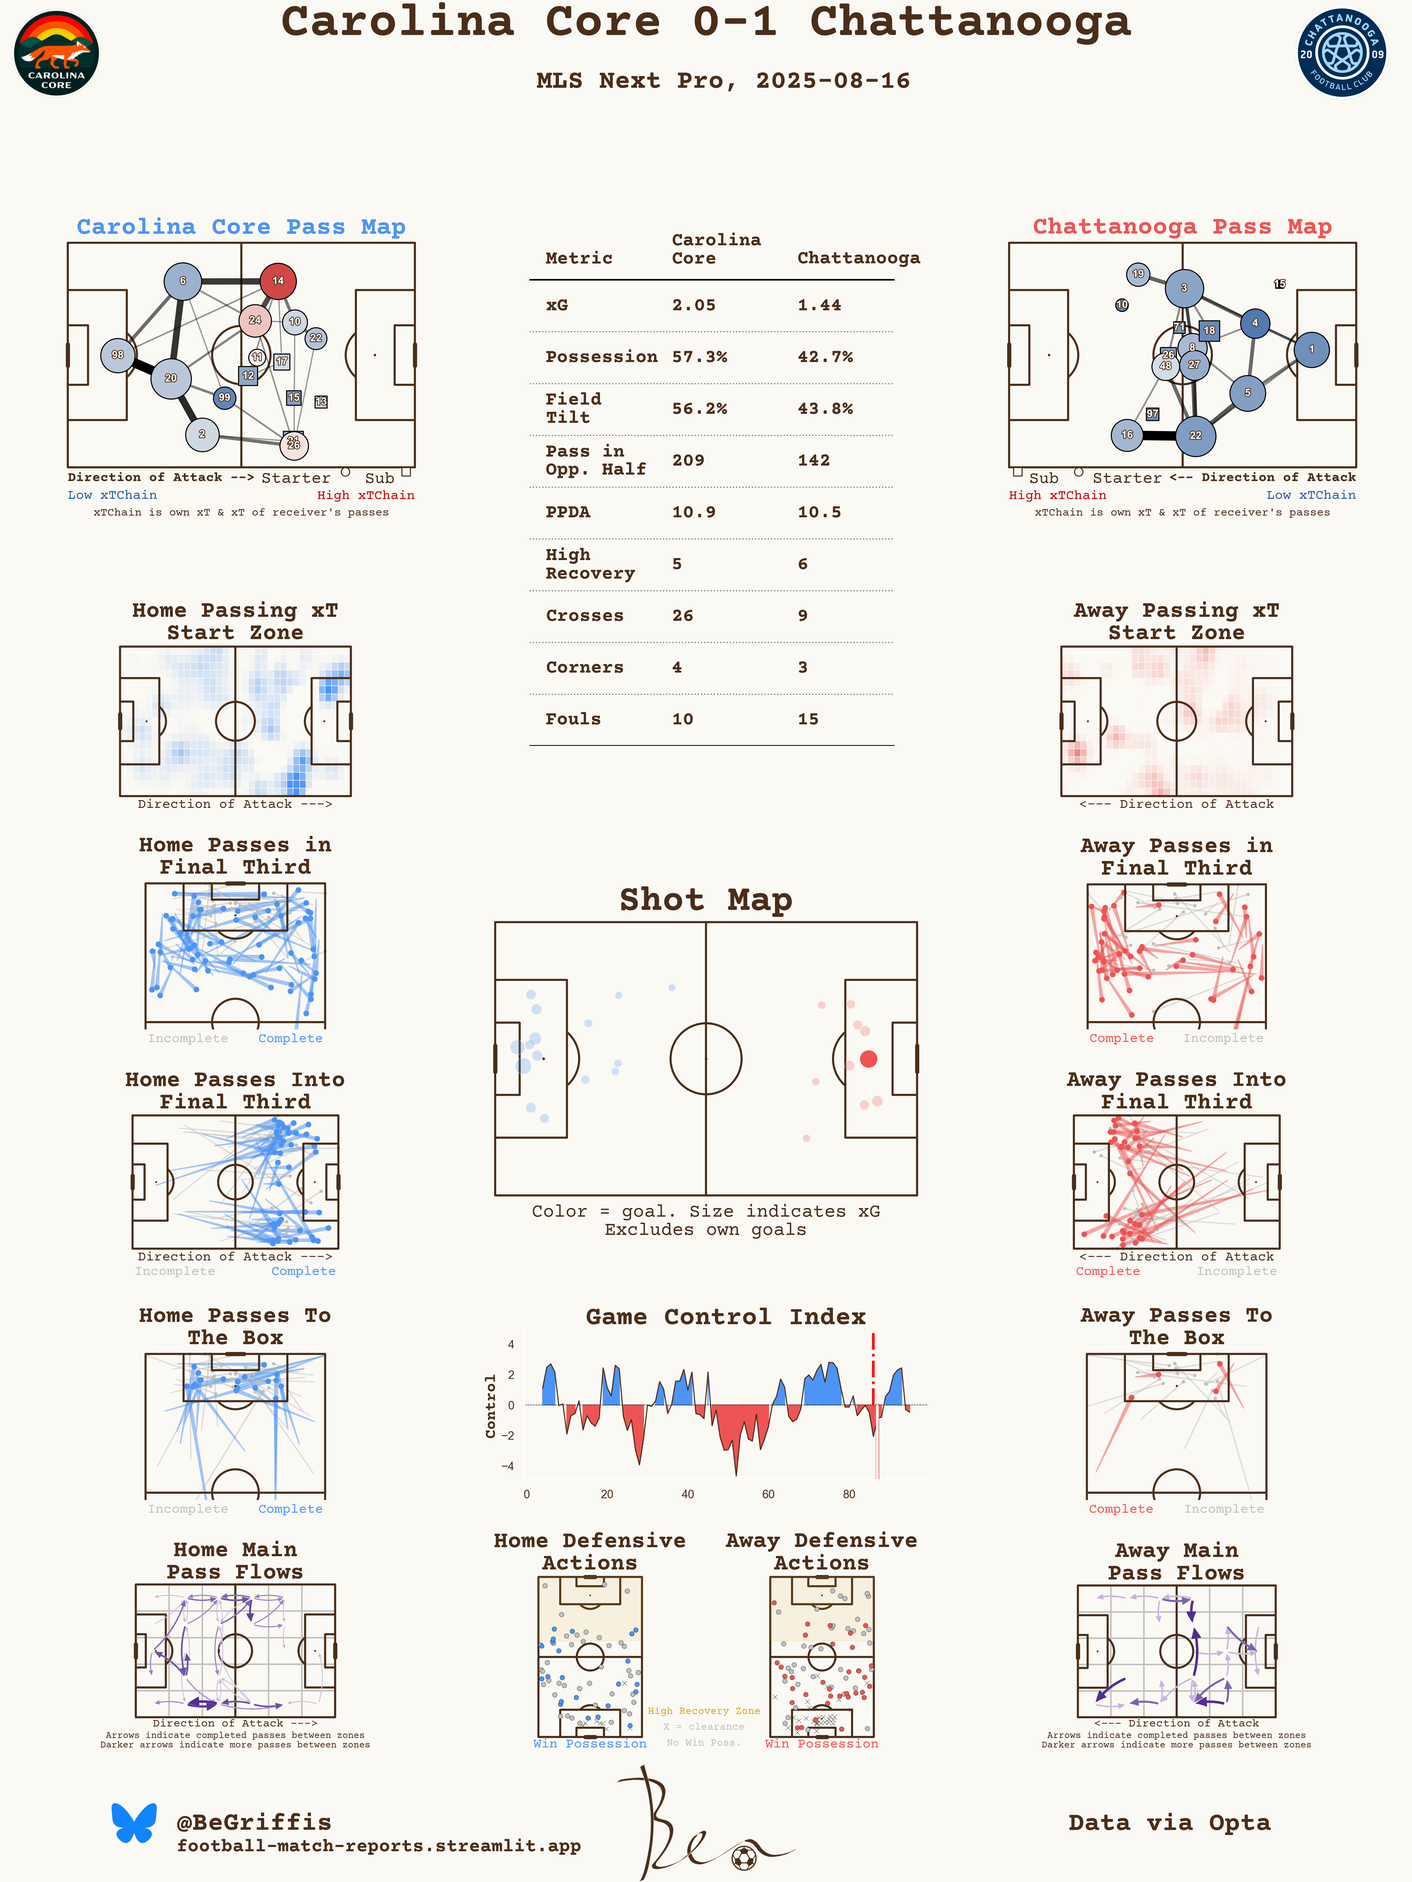 Carolina Core 0-1 Chattanooga
MLS Next Pro, 2025-08-16
CAROLINA
CORE
CHATTANOOGA
20 09
FOOTBALL CLUB
Carolina Core Pass Map
6
14
24
10
22
98
11
17
20
12
99
15
13
2
26
Direction of Attack --> Starter Sub
Low xTChain High xTChain
xTChain is own xT & xT of receiver's passes
Metric Carolina Core Chattanooga
xG 2.05 1.44
Possession 57.3% 42.7%
Field Tilt 56.2% 43.8%
Pass in Opp. Half 209 142
PPDA 10.9 10.5
High Recovery 5 6
Crosses 26 9
Corners 4 3
Fouls 10 15
Chattanooga Pass Map
19
3
15
10
71
18
4
8
26
1
48
27
5
97
16
22
Sub Starter <-- Direction of Attack
High xTChain Low xTChain
xTChain is own xT & xT of receiver's passes
Home Passing xT
Start Zone
Direction of Attack --->
Away Passing xT
Start Zone
<--- Direction of Attack
Home Passes in
Final Third
Incomplete Complete
Shot Map
Color = goal. Size indicates xG
Excludes own goals
Away Passes in
Final Third
Complete Incomplete
Home Passes Into
Final Third
Direction of Attack --->
Incomplete Complete
Away Passes Into
Final Third
<--- Direction of Attack
Complete Incomplete
Home Passes To
The Box
Incomplete Complete
Game Control Index
Control
4
2
0
−2
−4
0 20 40 60 80
Away Passes To
The Box
Complete Incomplete
Home Main
Pass Flows
Direction of Attack --->
Arrows indicate completed passes between zones
Darker arrows indicate more passes between zones
Home Defensive
Actions
Win Possession
High Recovery Zone
X = clearance
No Win Poss.
Away Defensive
Actions
Win Possession
Away Main
Pass Flows
<--- Direction of Attack
Arrows indicate completed passes between zones
Darker arrows indicate more passes between zones
@BeGriffis
football-match-reports.streamlit.app
Ben
Data via Opta